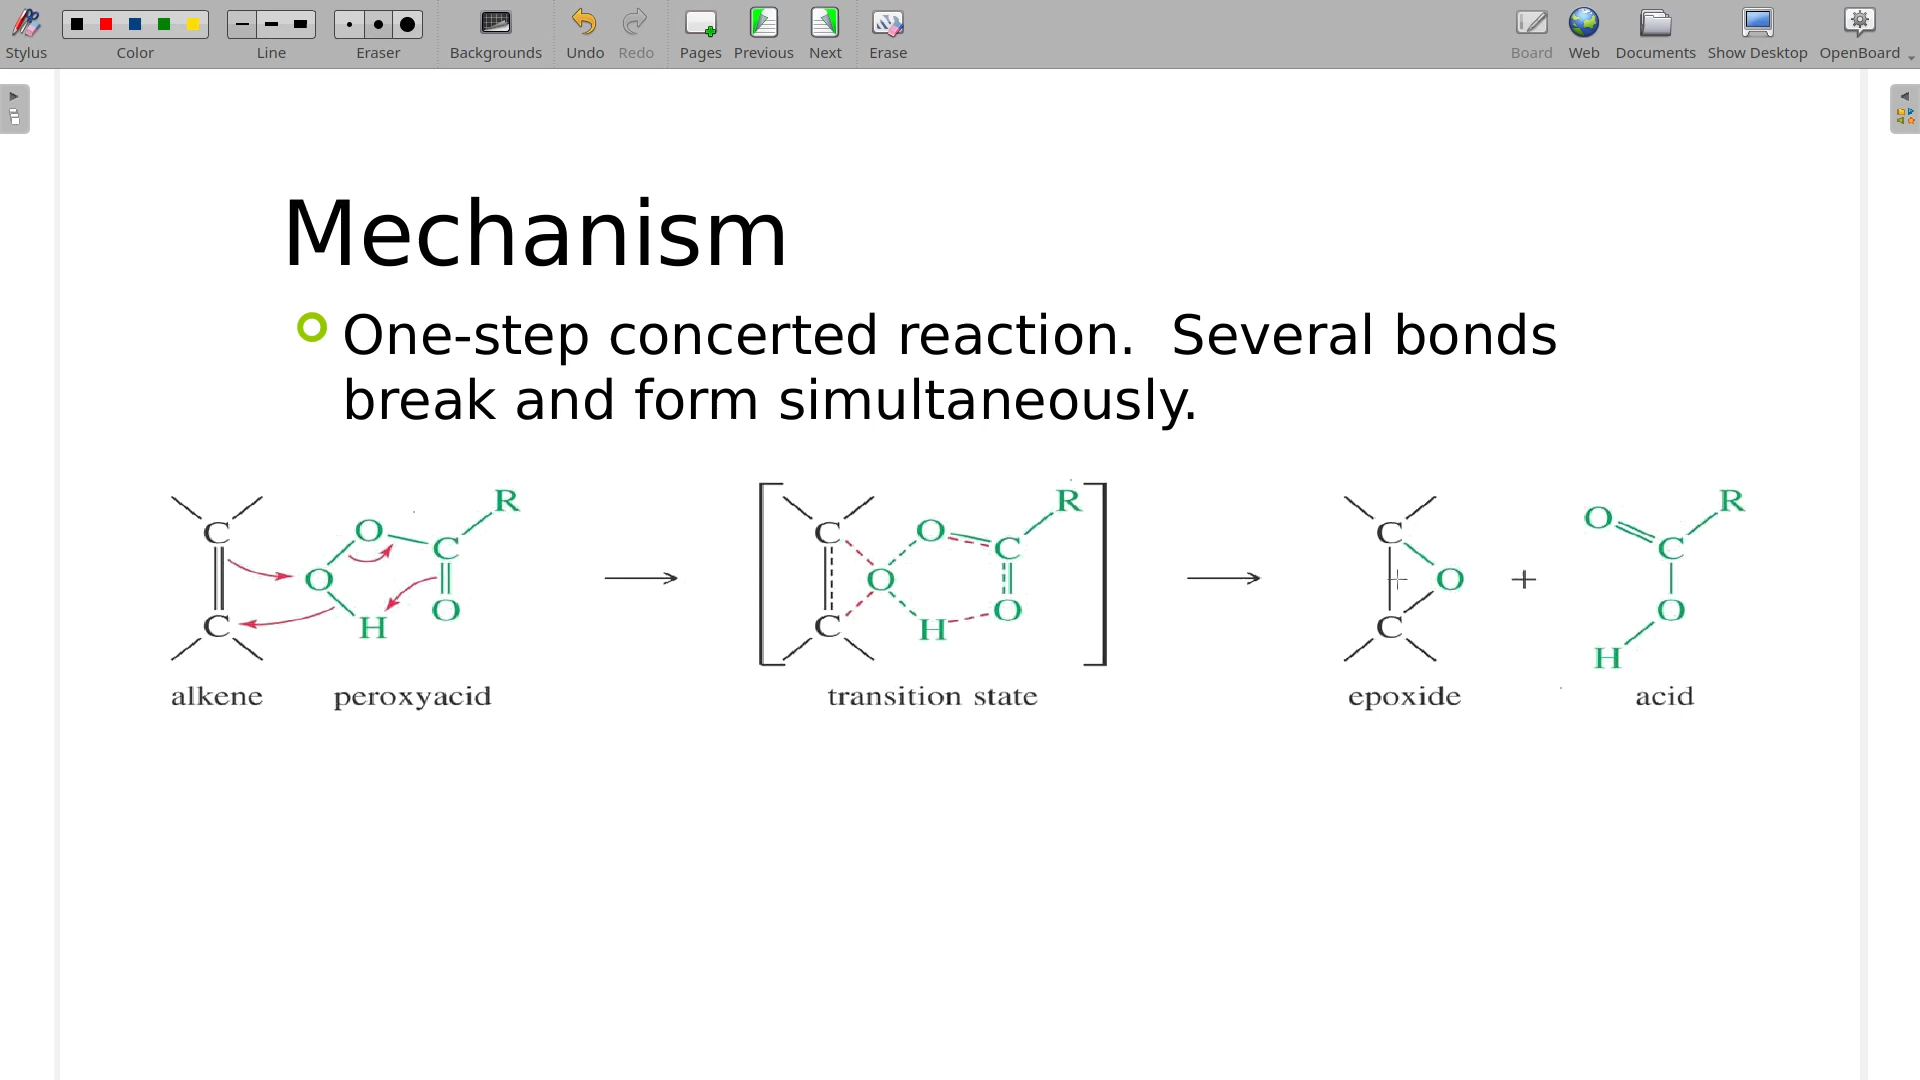 Stylus Color Line Eraser Backgrounds Undo Redo Pages Previous Next Erase Board Web Documents Show Desktop OpenBoard
Mechanism
One-step concerted reaction.  Several bonds
break and form simultaneously.
R R O R
C O C C O C C C
O O O + O
C H O C H O C O
H
alkene peroxyacid transition state epoxide acid